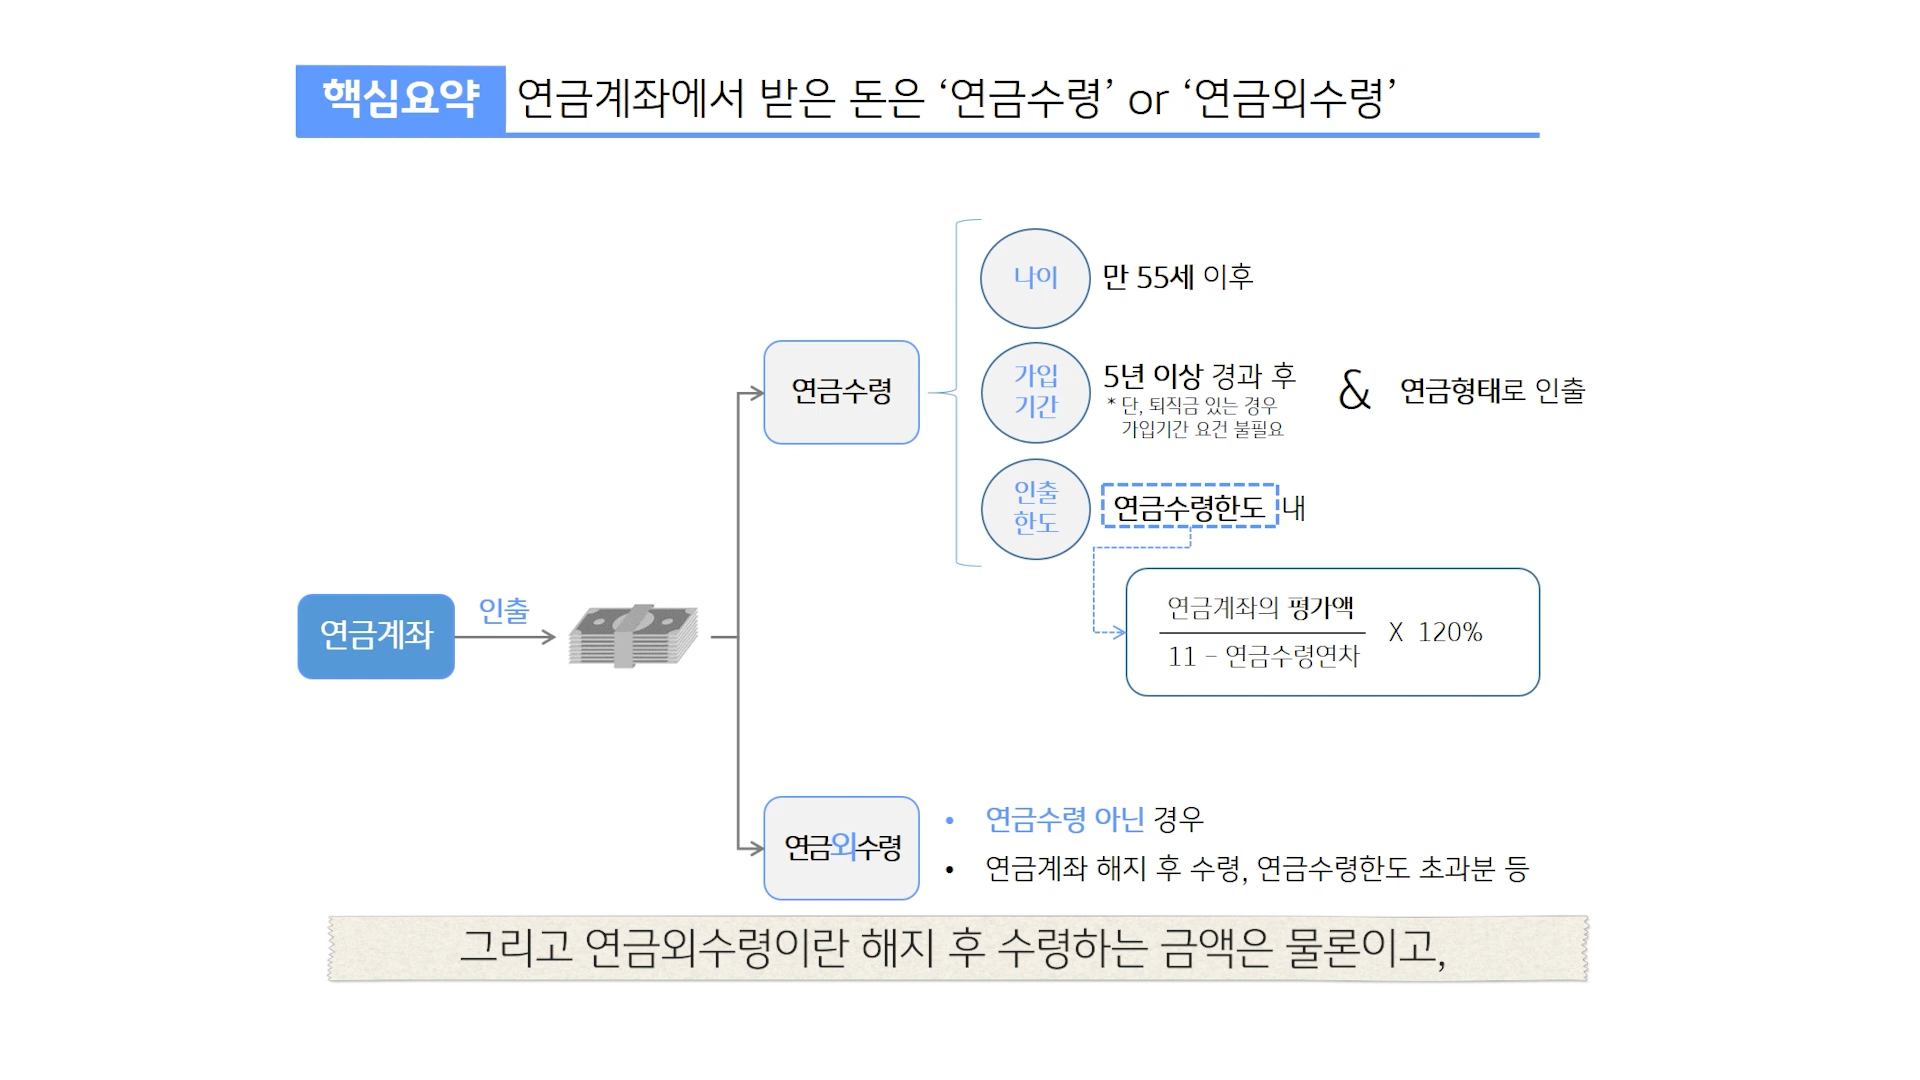 핵심요약 연금계좌에서 받은 돈은 ‘연금수령’ or ‘연금외수령’
나이
만 55세 이후
연금수령
가입
기간
5년 이상 경과 후
* 단, 퇴직금 있는 경우
가입기간 요건 불필요
& 연금형태로 인출
인출
한도
연금수령한도 내
연금계좌의 평가액
11 – 연금수령연차
X 120%
연금계좌
인출
연금외수령
• 연금수령 아닌 경우
• 연금계좌 해지 후 수령, 연금수령한도 초과분 등
그리고 연금외수령이란 해지 후 수령하는 금액은 물론이고,